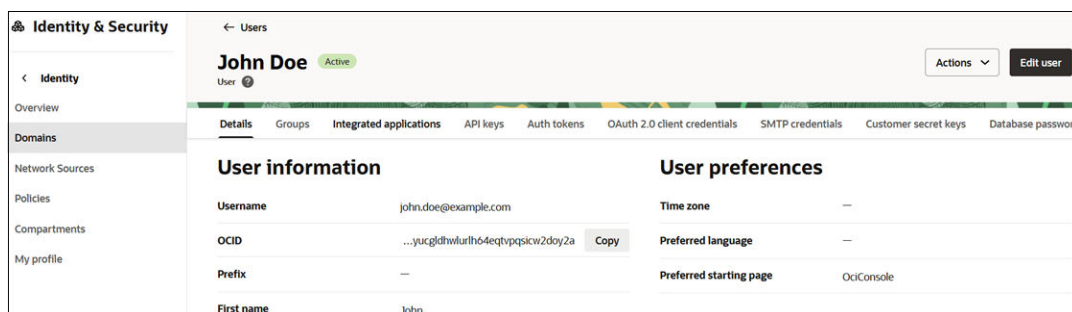 Identity & Security
← Users
John Doe Active
User ?
Actions Edit user
< Identity
Overview
Domains
Network Sources
Policies
Compartments
My profile
Details Groups Integrated applications API keys Auth tokens OAuth 2.0 client credentials SMTP credentials Customer secret keys Database
User information
Username john.doe@example.com
OCID ...yucgldhwlurlh64eqtvpqsicw2doy2a Copy
Prefix —
First name John
User preferences
Time zone —
Preferred language —
Preferred starting page OciConsole